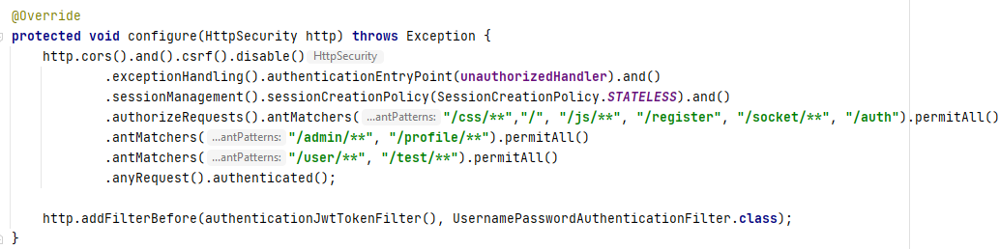 @Override
protected void configure(HttpSecurity http) throws Exception {
    http.cors().and().csrf().disable() HttpSecurity
            .exceptionHandling().authenticationEntryPoint(unauthorizedHandler).and()
            .sessionManagement().sessionCreationPolicy(SessionCreationPolicy.STATELESS).and()
            .authorizeRequests().antMatchers( ...antPatterns: "/css/**","/", "/js/**", "/register", "/socket/**", "/auth").permitAll()
            .antMatchers( ...antPatterns: "/admin/**", "/profile/**").permitAll()
            .antMatchers( ...antPatterns: "/user/**", "/test/**").permitAll()
            .anyRequest().authenticated();
    http.addFilterBefore(authenticationJwtTokenFilter(), UsernamePasswordAuthenticationFilter.class);
}